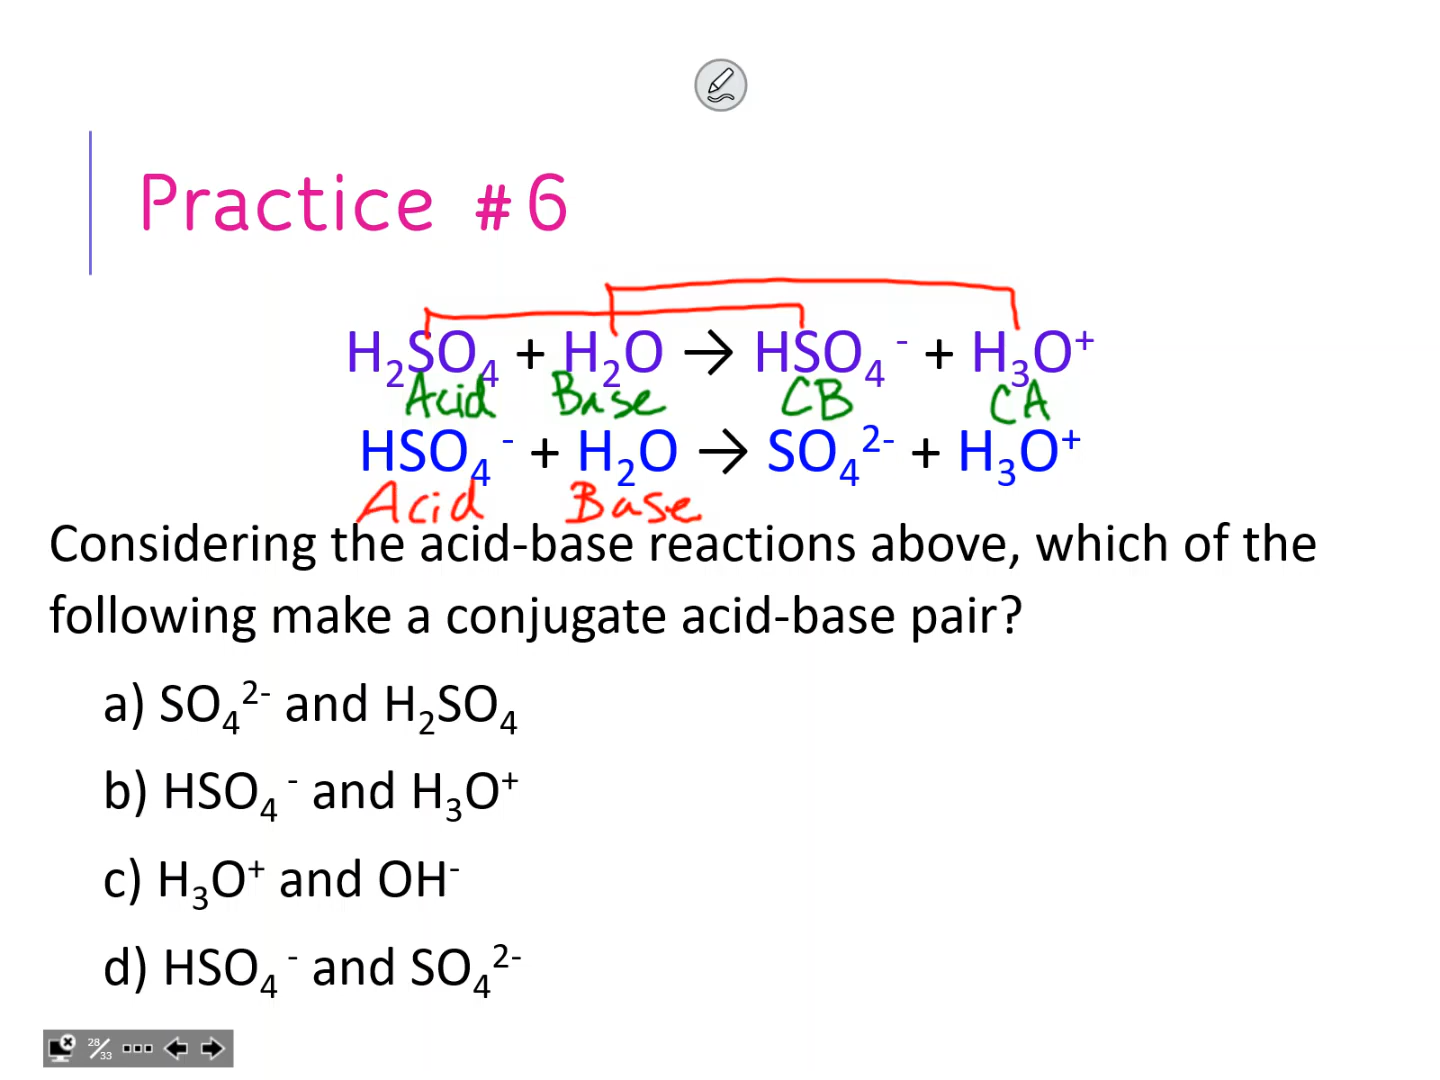 Practice #6
H₂SO₄ + H₂O → HSO₄⁻ + H₃O⁺
Acid Base CB CA
HSO₄⁻ + H₂O → SO₄²⁻ + H₃O⁺
Acid Base
Considering the acid-base reactions above, which of the
following make a conjugate acid-base pair?
a) SO₄²⁻ and H₂SO₄
b) HSO₄⁻ and H₃O⁺
c) H₃O⁺ and OH⁻
d) HSO₄⁻ and SO₄²⁻
28/33